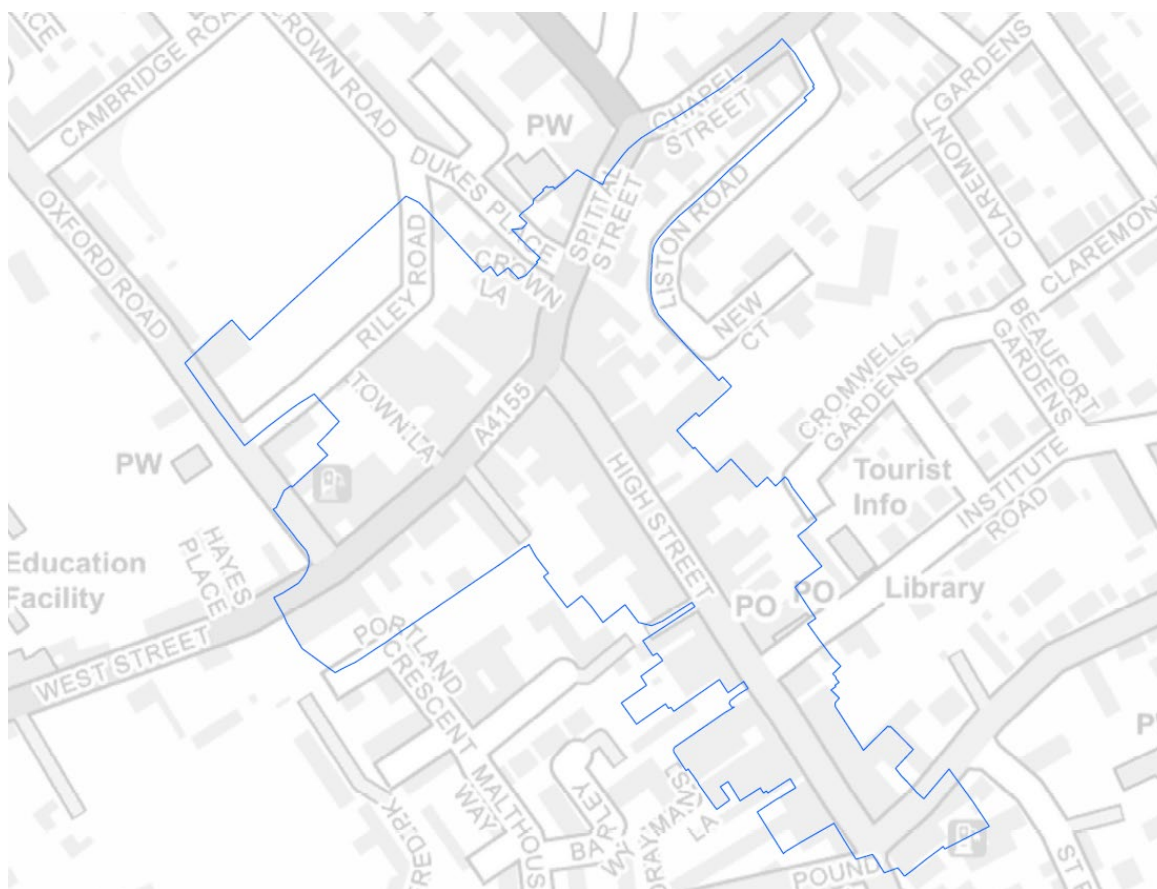 CAMBRIDGE ROAD
CROWN ROAD
PW
CHAPEL
STREET
GARDENS
CLAREMONT
DUKES PLACE
SPITTAL
STREET
OXFORD ROAD
RILEY ROAD
CROWN
LA
LISTON ROAD
NEW
CT
CLAREMONT
BEAUFORT
GARDENS
CROMWELL
GARDENS
TOWN LA
A4155
PW
HIGH STREET
Tourist
Info
INSTITUTE
ROAD
HAYES
PLACE
Education
Facility
PO
PO
Library
WEST STREET
PORTLAND
CRESCENT
MALTHOUSE
WAY
BARLEY
WY
DRAYMANS
LA
POUND